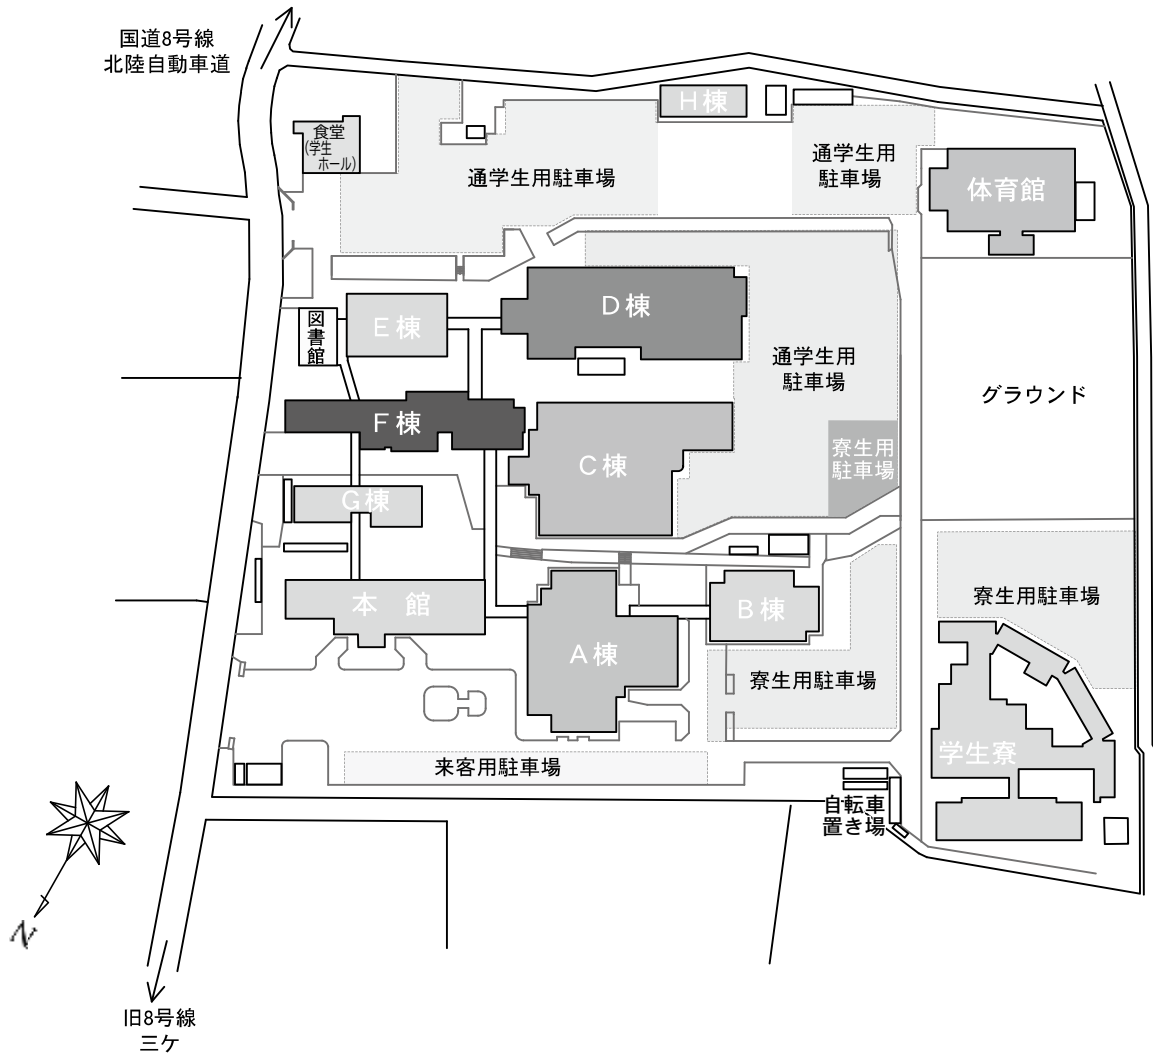 国道8号線
北陸自動車道
H棟
食堂
(学生
ホール)
通学生用駐車場
通学生用
駐車場
体育館
D棟
E棟
図書館
通学生用
駐車場
グラウンド
F棟
C棟
寮生用
駐車場
G棟
本 館
B棟
寮生用駐車場
A棟
寮生用駐車場
学生寮
来客用駐車場
自転車
置き場
N
旧8号線
三ケ